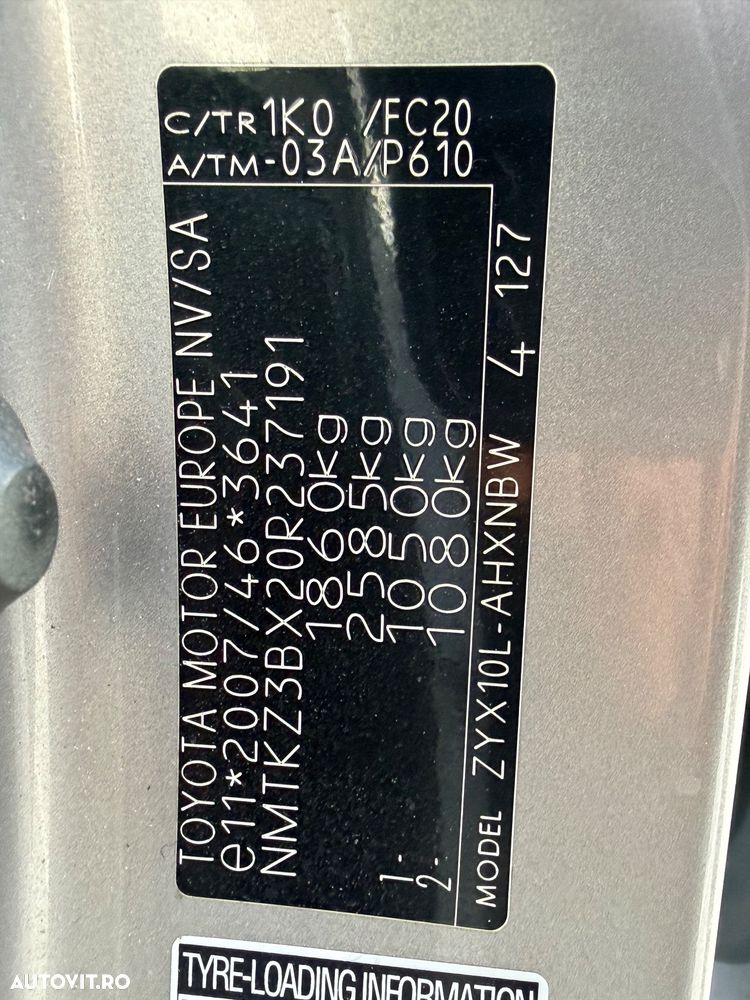 C/TR 1K0 /FC20
A/TM -03A/P610
TOYOTA MOTOR EUROPE NV/SA
e11*2007/46*3641
NMTKZ3BX20R237191
1860kg
2585kg
1- 1050kg
2- 1080kg
MODEL ZYX10L-AHXNBW 4 127
TYRE-LOADING INFORMATION
AUTOVIT.RO